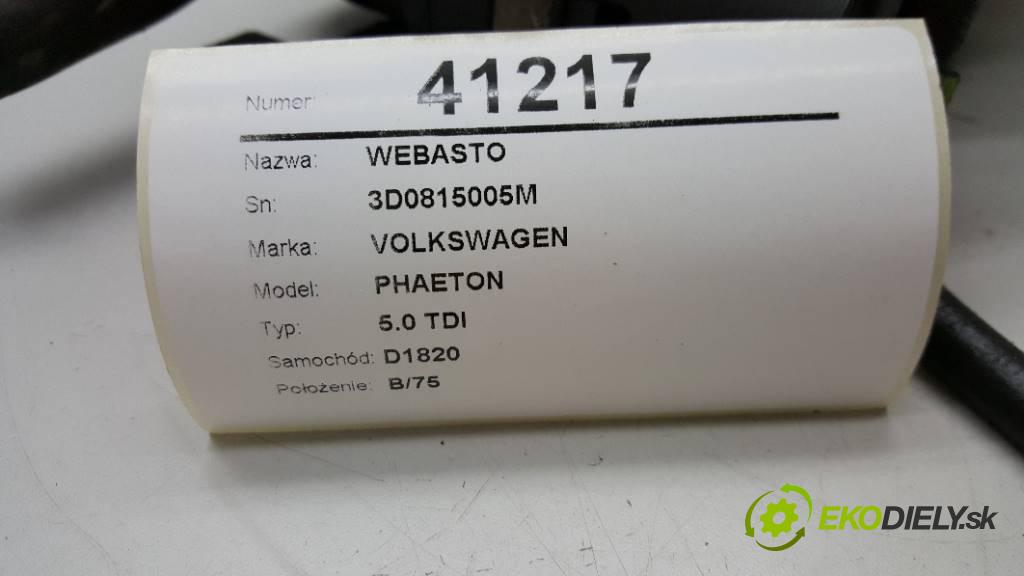 Numer: 41217
Nazwa: WEBASTO
Sn: 3D0815005M
Marka: VOLKSWAGEN
Model: PHAETON
Typ: 5.0 TDI
Samochód: D1820
Położenie: B/75
EKODIELY.sk